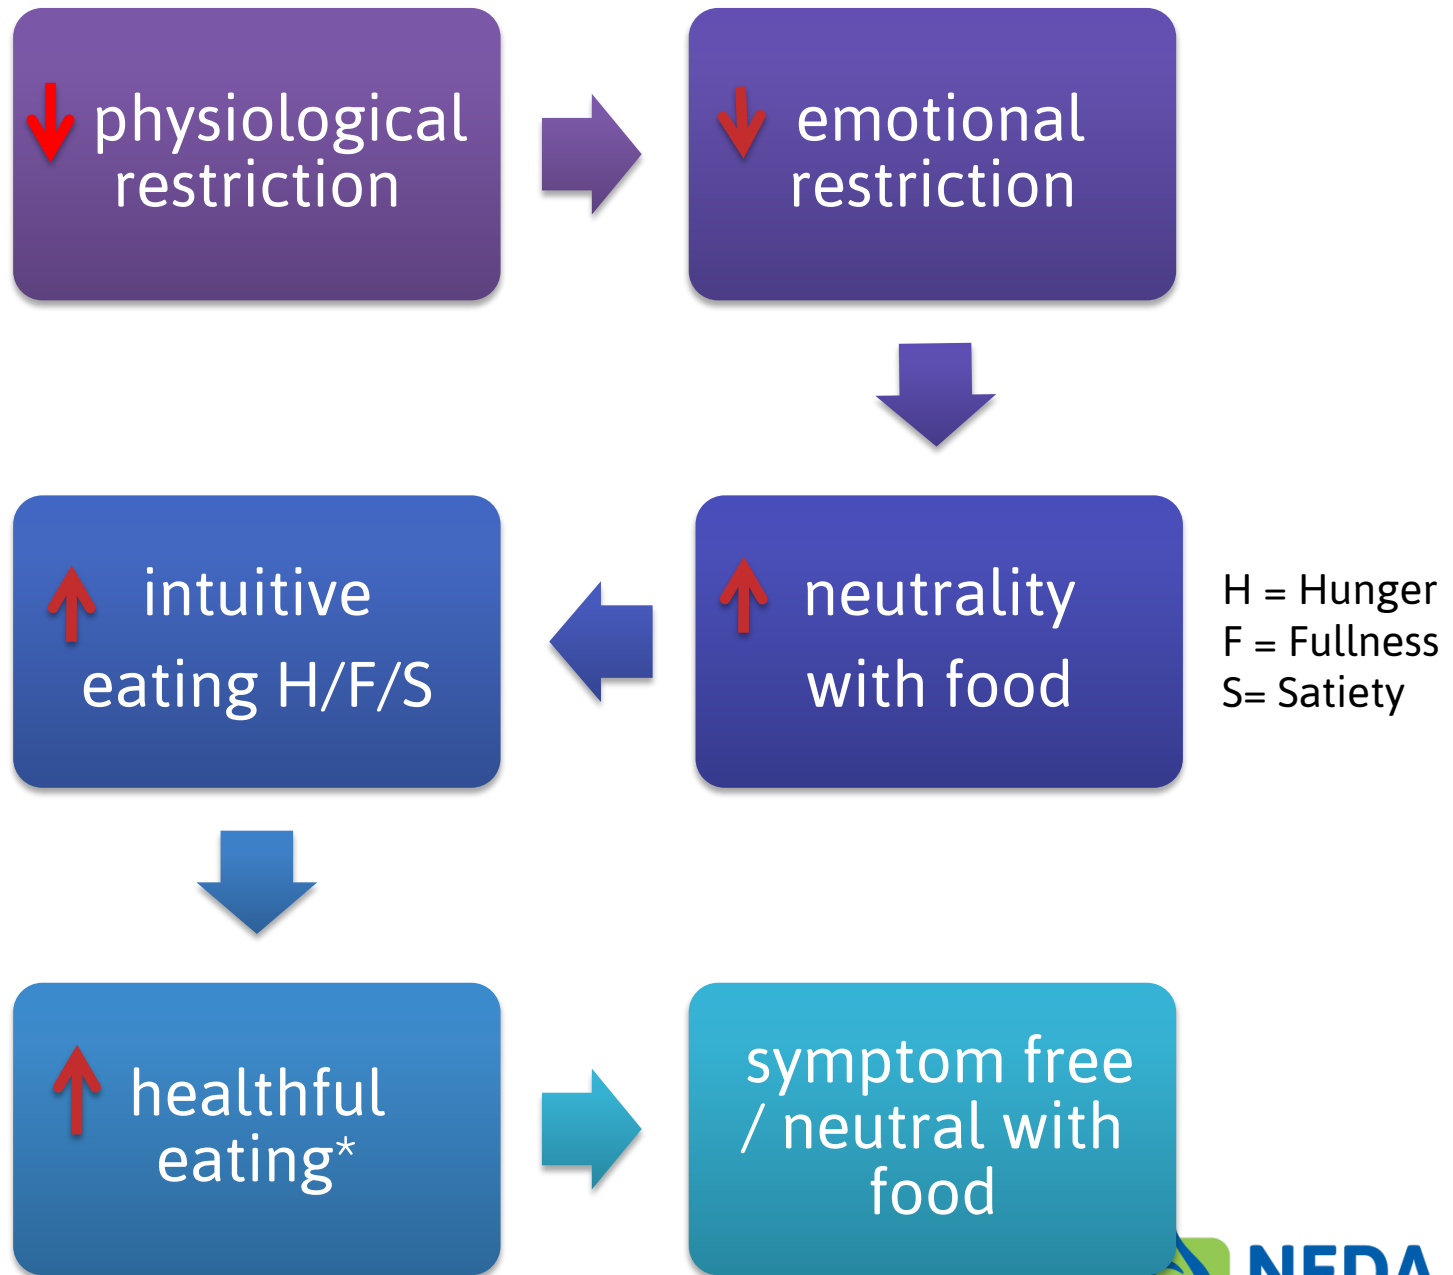 physiological
restriction
emotional
restriction
neutrality
with food
H = Hunger
F = Fullness
S= Satiety
intuitive
eating H/F/S
healthful
eating*
symptom free
/ neutral with
food
NEDA